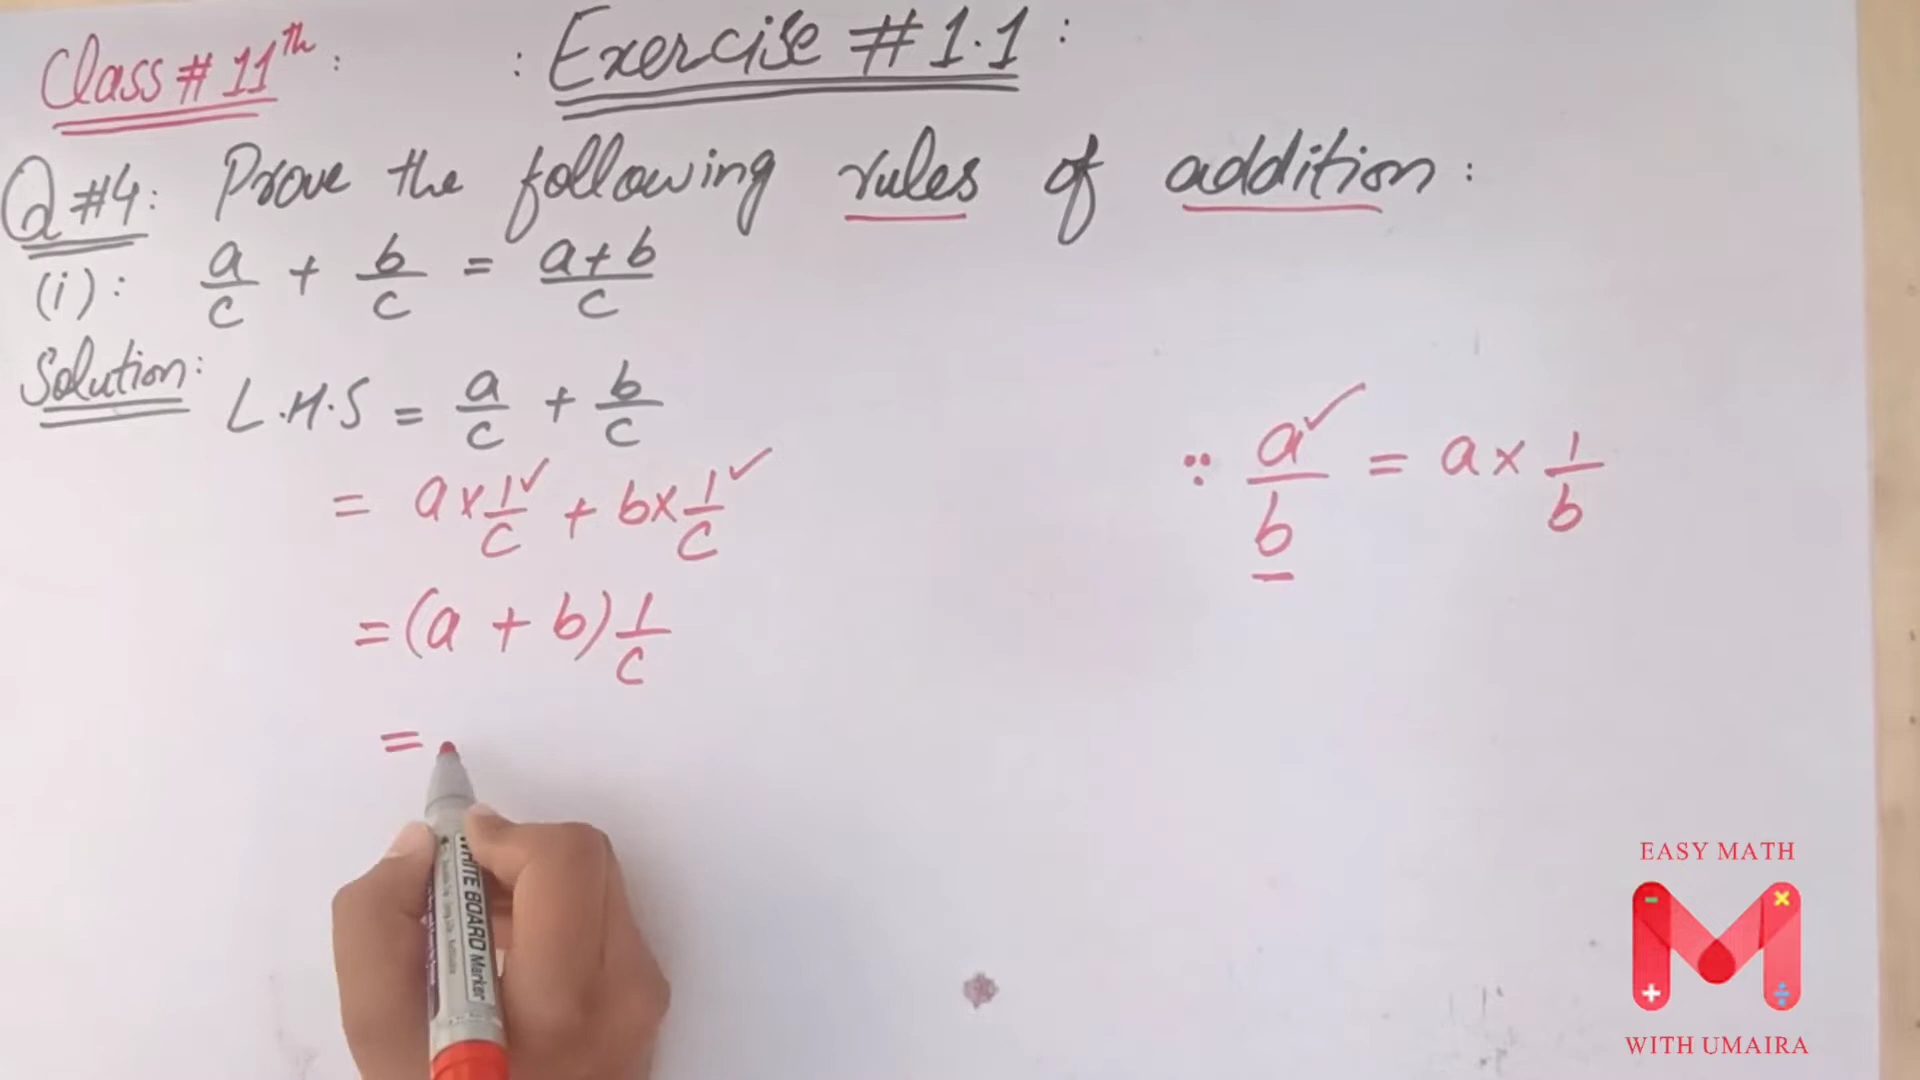 Class # 11th :
: Exercise # 1.1 :
Q #4: Prove the following rules of addition :
(i): a/c + b/c = a+b/c
Solution: L.H.S = a/c + b/c
= a×1/c✓ + b×1/c✓
∵ a✓/b = a × 1/b
= (a + b) 1/c
=
WHITE BOARD Marker
EASY MATH
WITH UMAIRA